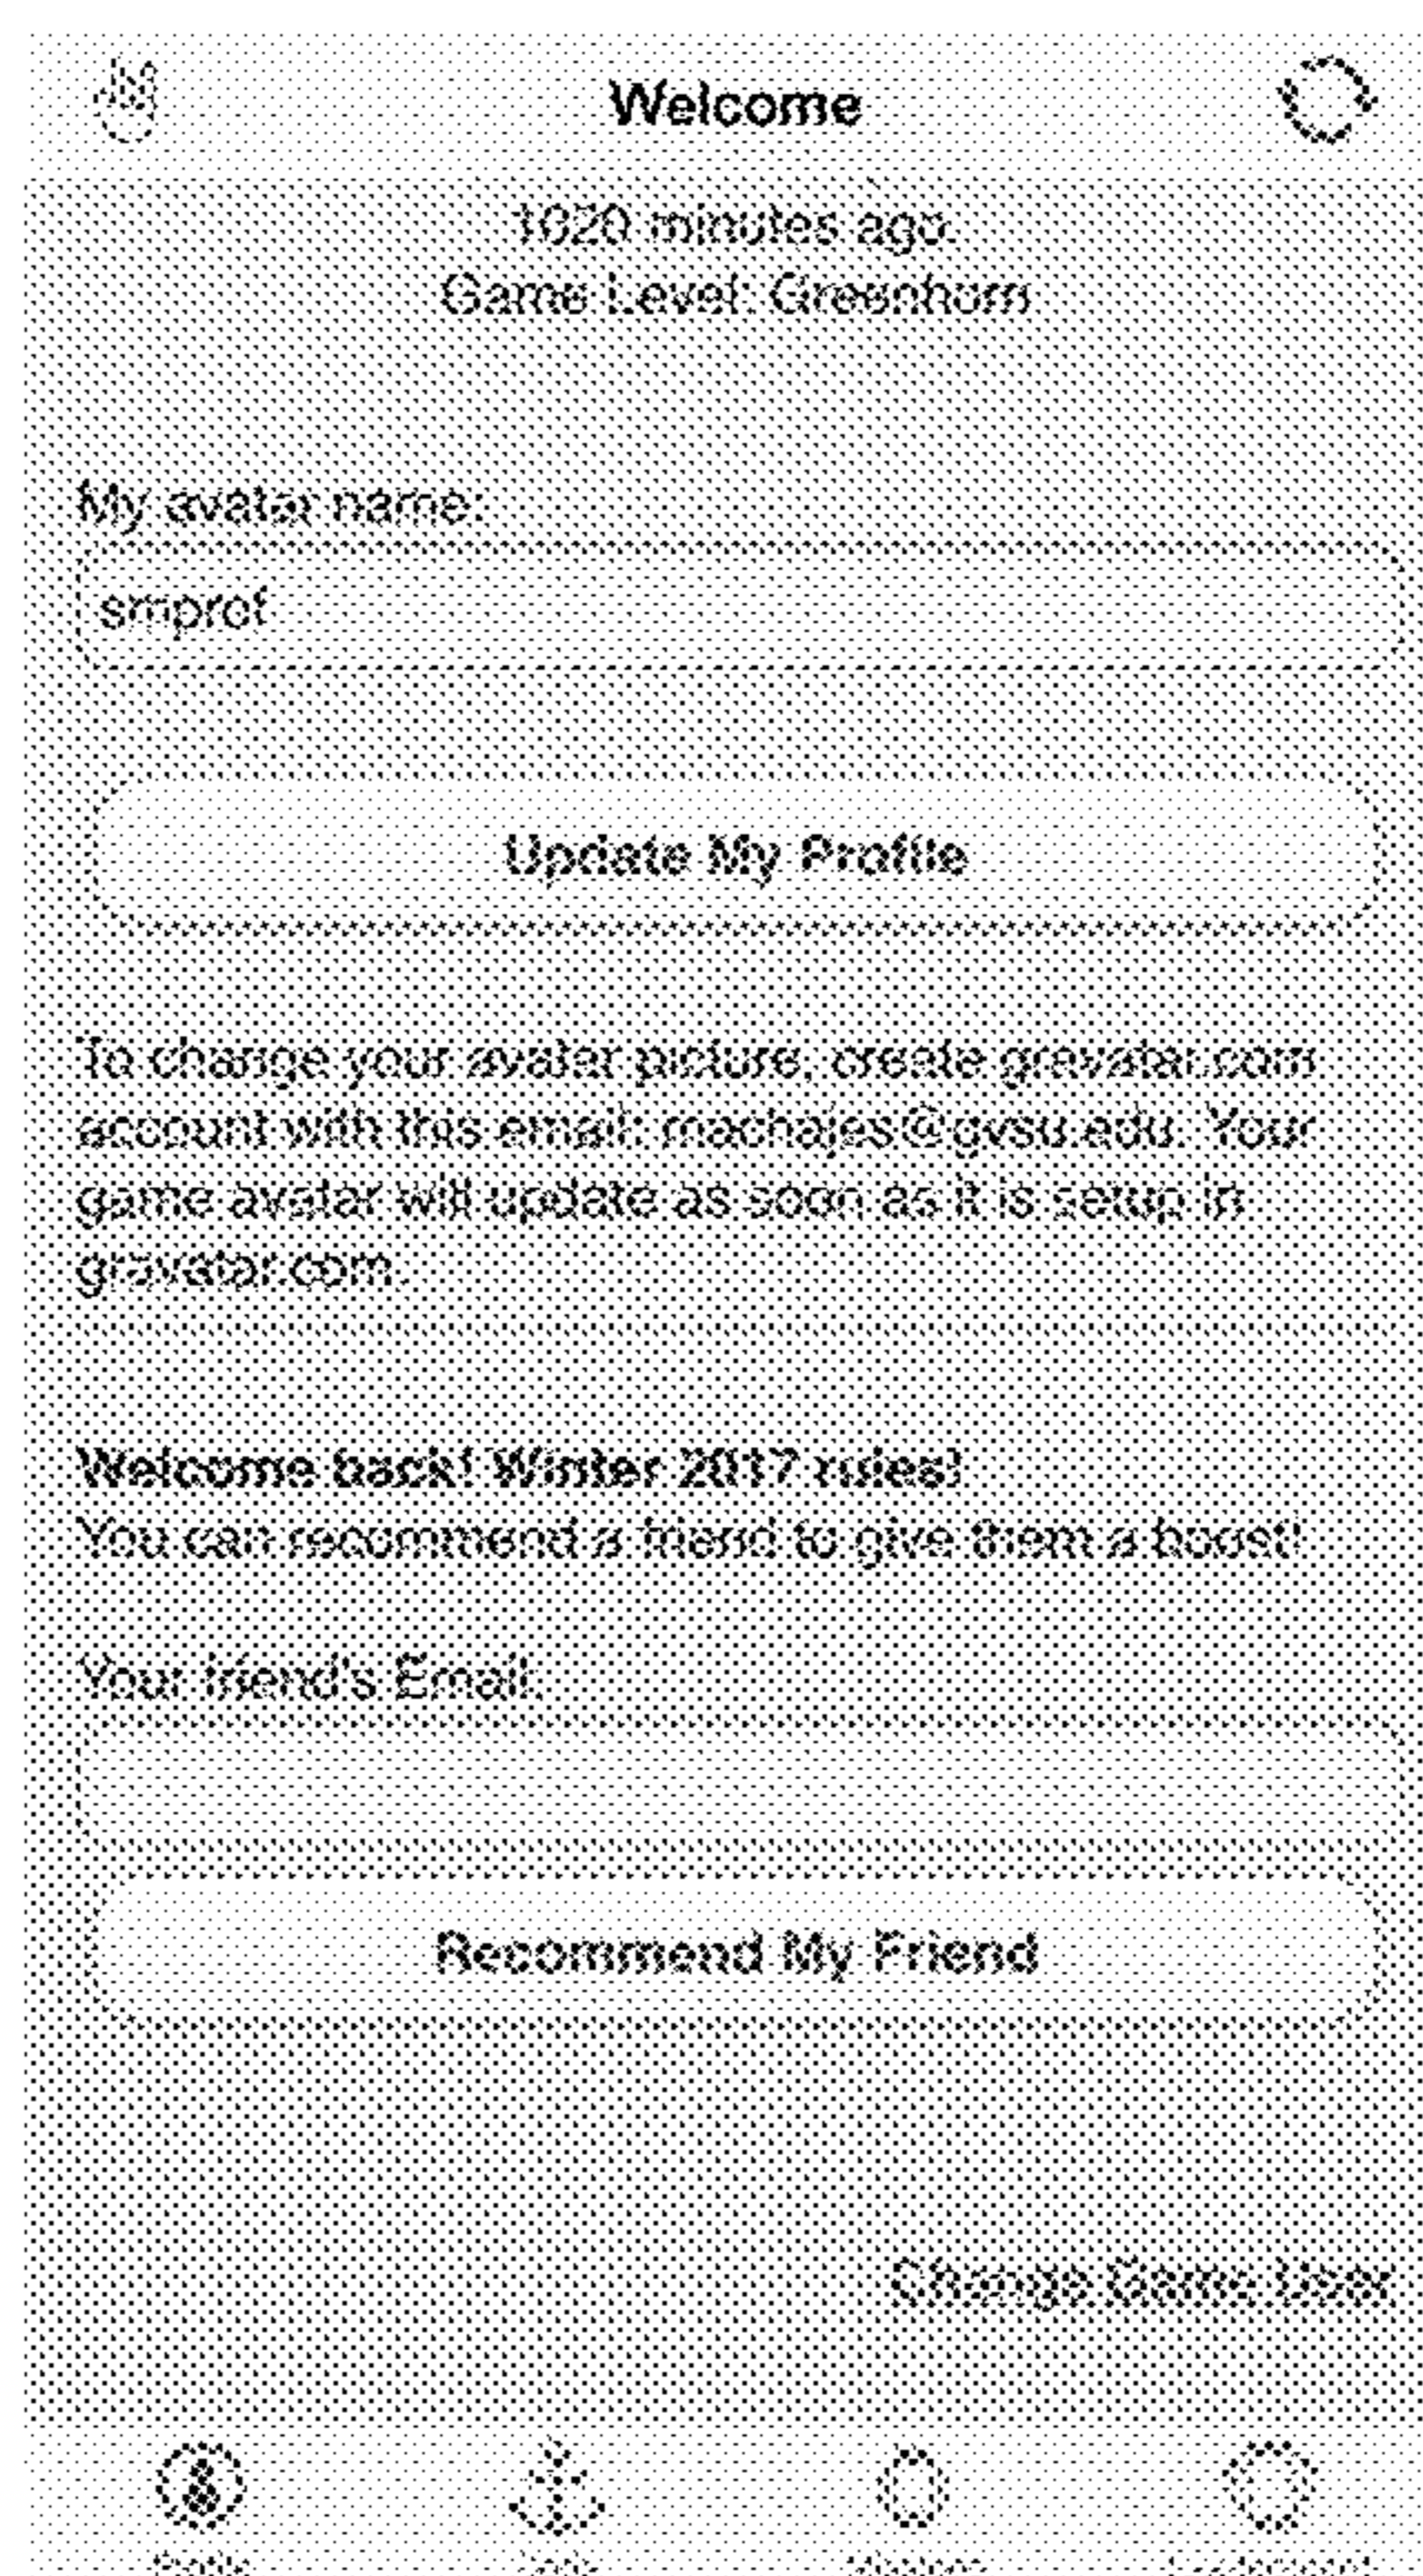 Welcome
1020 minutes ago.
Game Level: Greenhorn
My avatar name:
smprof
Update My Profile
To change your avatar picture, create gravatar.com
account with this email: machajes@gvsu.edu. Your
game avatar will update as soon as it is setup in
gravatar.com.
Welcome back! Winter 2017 rules!
You can recommend a friend to give them a boost!
Your friend's Email:
Recommend My Friend
Change Game User